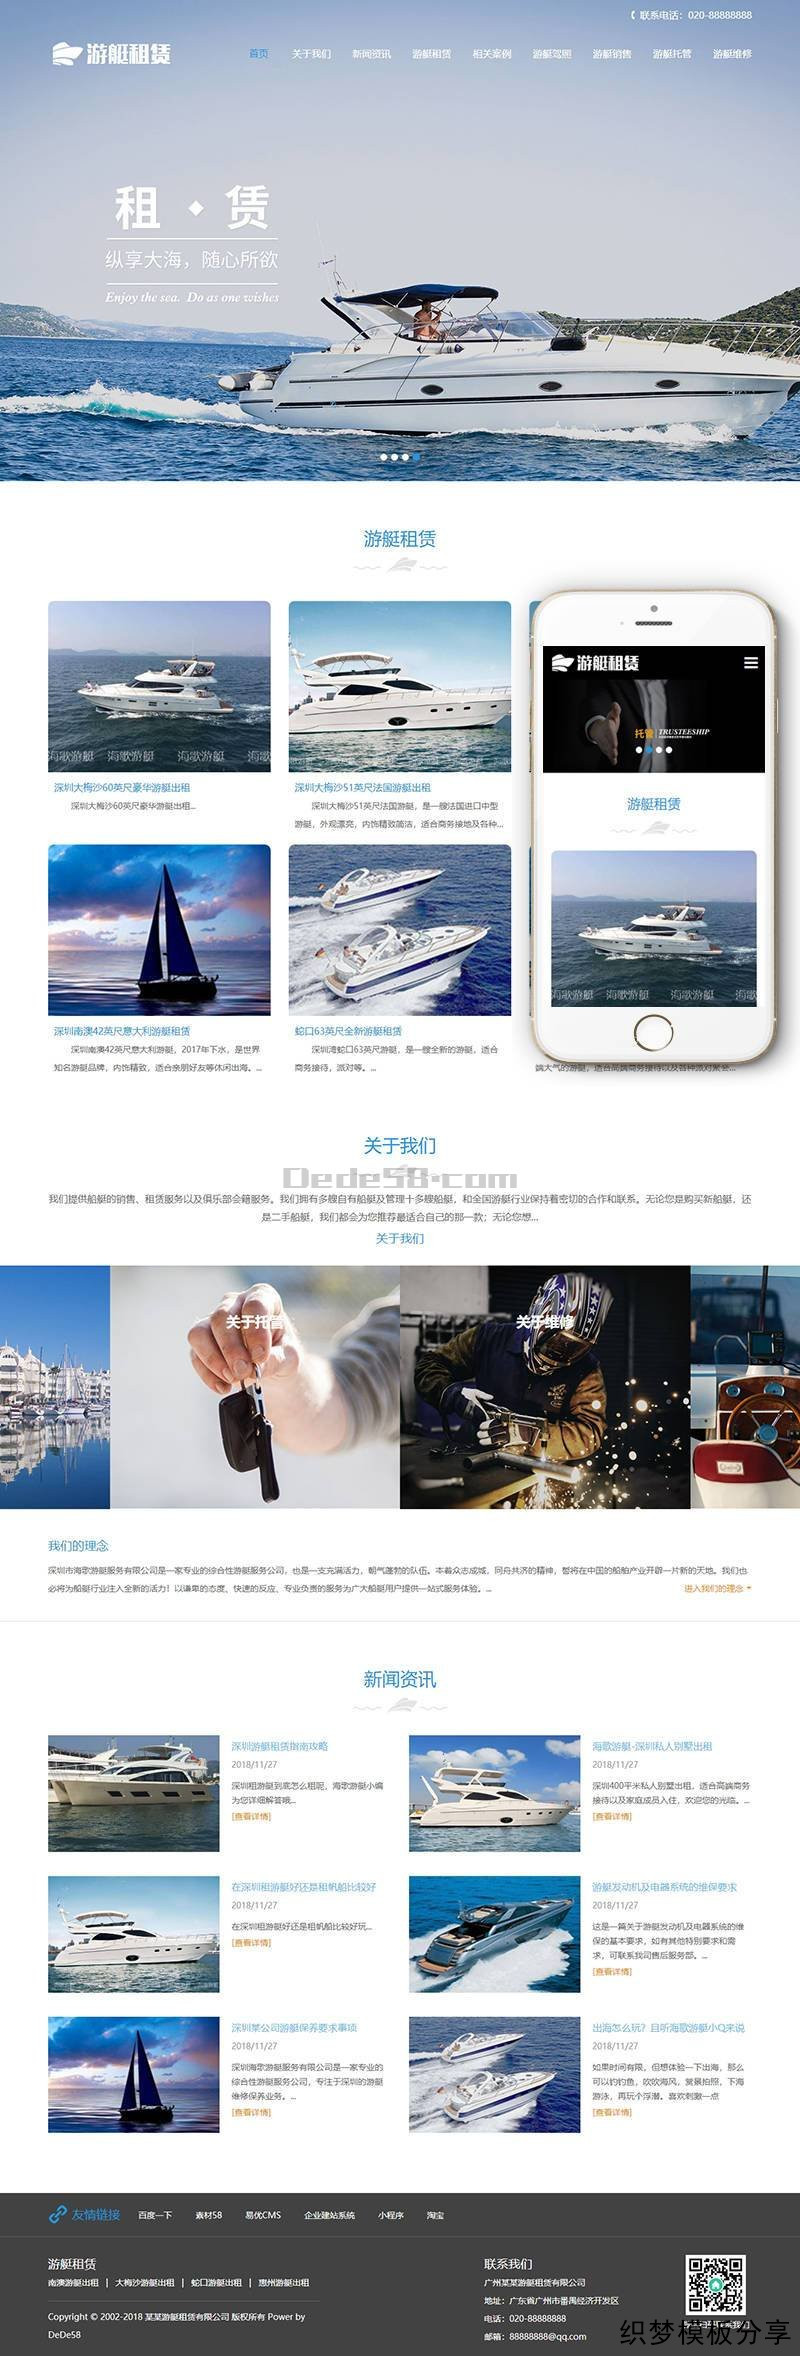 联系电话：020-88888888
游艇租赁
首页 关于我们 新闻资讯 游艇租赁 相关案例 游艇驾照 游艇销售 游艇托管 游艇维修
租 · 赁
纵享大海，随心所欲
Enjoy the sea. Do as one wishes
游艇租赁
海歌游艇 海歌游艇 海歌游艇
深圳大梅沙60英尺豪华游艇出租
深圳大梅沙60英尺豪华游艇出租...
深圳大梅沙51英尺法国游艇出租
深圳大梅沙51英尺法国游艇，是一艘法国进口中型
游艇，外观漂亮，内饰精致简洁，适合商务接地及各种...
深圳南澳42英尺意大利游艇租赁
深圳南澳42英尺意大利游艇，2017年下水，是世界
知名游艇品牌，内饰精致，适合亲朋好友等休闲出海。...
蛇口63英尺全新游艇租赁
深圳湾蛇口63英尺游艇，是一艘全新的游艇，适合
商务接待，派对等。...
端大气的游艇，适合高端商务接待以及各种派对聚会...
游艇租赁
托管 TRUSTEESHIP
游艇租赁
海歌游艇 海歌游艇 海歌游艇
关于我们
Dede58.com
我们提供船艇的销售、租赁服务以及俱乐部会籍服务。我们拥有多艘自有船艇及管理十多艘船艇，和全国游艇行业保持着密切的合作和联系。无论您是购买新船艇，还
是二手船艇，我们都会为您推荐最适合自己的那一款；无论您想...
关于我们
关于托管
关于维修
我们的理念
深圳市海歌游艇服务有限公司是一家专业的综合性游艇服务公司，也是一支充满活力，朝气蓬勃的队伍。本着众志成城，同舟共济的精神，誓将在中国的船舶产业开辟一片新的天地。我们也
必将为船艇行业注入全新的活力！以谦卑的态度、快速的反应、专业负责的服务为广大船艇用户提供一站式服务体验。...
进入我们的理念
新闻资讯
深圳游艇租赁指南攻略
2018/11/27
深圳租游艇到底怎么租呢，海歌游艇小编
为您详细解答哦...
[查看详情]
海歌游艇-深圳私人别墅出租
2018/11/27
深圳400平米私人别墅出租，适合高端商务
接待以及家庭成员入住，欢迎您的光临。...
[查看详情]
在深圳租游艇好还是租帆船比较好
2018/11/27
在深圳租游艇好还是租帆船比较好玩...
[查看详情]
游艇发动机及电器系统的维保要求
2018/11/27
这是一篇关于游艇发动机及电器系统的维
保的基本要求，如有其他特别要求和需
求，可联系我司售后服务部。...
[查看详情]
深圳某公司游艇保养要求事项
2018/11/27
深圳海歌游艇服务有限公司是一家专业的
综合性游艇服务公司，专注于深圳的游艇
维修保养业务。...
[查看详情]
出海怎么玩？且听海歌游艇小Q来说
2018/11/27
如果时间有限，但想体验一下出海，那么
可以钓钓鱼，吹吹海风，赏景拍照，下海
游泳，再玩个浮潜。喜欢刺激一点
[查看详情]
友情链接 百度一下 素材58 易优CMS 企业建站系统 小程序 淘宝
游艇租赁
南澳游艇出租 | 大梅沙游艇出租 | 蛇口游艇出租 | 惠州游艇出租
Copyright © 2002-2018 某某游艇租赁有限公司 版权所有 Power by
DeDe58
联系我们
广州某某游艇租赁有限公司
地址：广东省广州市番禺经济开发区
电话：020-88888888
邮箱：88888888@qq.com
织梦模板分享